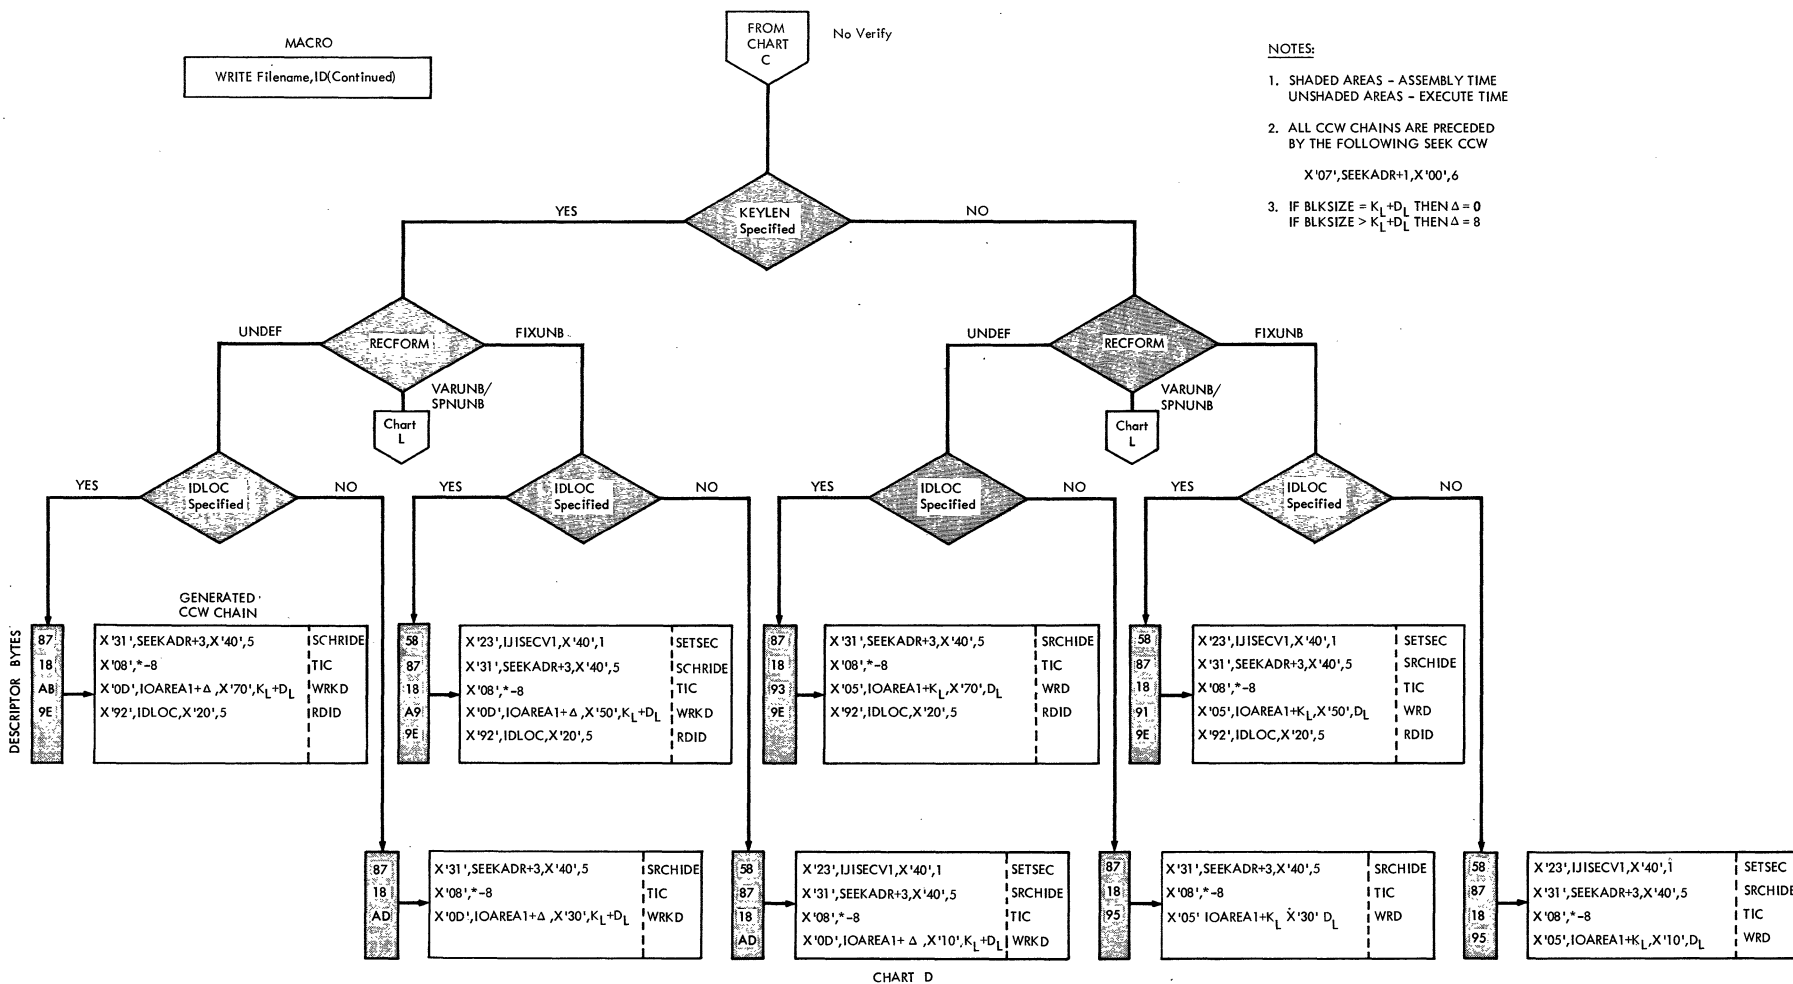 MACRO
WRITE Filename,ID(Continued)
FROM
CHART
C
No Verify
NOTES:
1. SHADED AREAS - ASSEMBLY TIME
UNSHADED AREAS - EXECUTE TIME
2. ALL CCW CHAINS ARE PRECEDED
BY THE FOLLOWING SEEK CCW
X'07',SEEKADR+1,X'00',6
3. IF BLKSIZE = KL+DL THEN Δ = 0
IF BLKSIZE > KL+DL THEN Δ = 8
YES
KEYLEN
Specified
NO
UNDEF
RECFORM
FIXUNB
VARUNB/
SPNUNB
Chart
L
UNDEF
RECFORM
FIXUNB
VARUNB/
SPNUNB
Chart
L
YES
IDLOC
Specified
NO
YES
IDLOC
Specified
NO
YES
IDLOC
Specified
NO
YES
IDLOC
Specified
NO
GENERATED
CCW CHAIN
DESCRIPTOR BYTES
87 X'31',SEEKADR+3,X'40',5 SCHRIDE
18 X'08',*-8 TIC
AB X'0D',IOAREA1+Δ,X'70',KL+DL WRKD
9E X'92',IDLOC,X'20',5 RDID
58 X'23',IJISECV1,X'40',1 SETSEC
87 X'31',SEEKADR+3,X'40',5 SCHRIDE
18 X'08',*-8 TIC
A9 X'0D',IOAREA1+Δ,X'50',KL+DL WRKD
9E X'92',IDLOC,X'20',5 RDID
87 X'31',SEEKADR+3,X'40',5 SRCHIDE
18 X'08',*-8 TIC
93 X'05',IOAREA1+KL,X'70',DL WRD
9E X'92',IDLOC,X'20',5 RDID
58 X'23',IJISECV1,X'40',1 SETSEC
87 X'31',SEEKADR+3,X'40',5 SRCHIDE
18 X'08',*-8 TIC
91 X'05',IOAREA1+KL,X'50',DL WRD
9E X'92',IDLOC,X'20',5 RDID
87 X'31',SEEKADR+3,X'40',5 SRCHIDE
18 X'08',*-8 TIC
AD X'0D',IOAREA1+Δ,X'30',KL+DL WRKD
58 X'23',IJISECV1,X'40',1 SETSEC
87 X'31',SEEKADR+3,X'40',5 SRCHIDE
18 X'08',*-8 TIC
AD X'0D',IOAREA1+Δ,X'10',KL+DL WRKD
87 X'31',SEEKADR+3,X'40',5 SRCHIDE
18 X'08',*-8 TIC
95 X'05' IOAREA1+KL X'30' DL WRD
58 X'23',IJISECV1,X'40',1 SETSEC
87 X'31',SEEKADR+3,X'40',5 SRCHIDE
18 X'08',*-8 TIC
95 X'05',IOAREA1+KL,X'10',DL WRD
CHART D